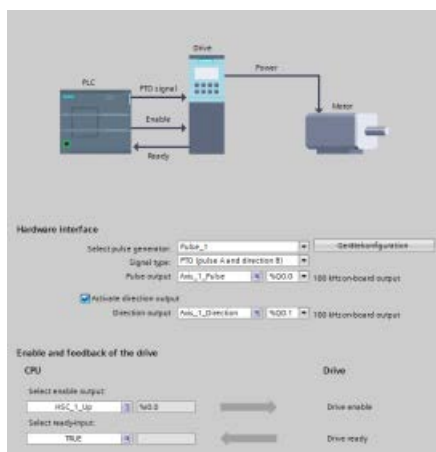 Drive
Power
PLC
PTO signal
Motor
Enable
Ready
Hardware interface
Select pulse generator: Pulse_1 Gerätekonfiguration
Signal type: PTO (pulse A and direction B)
Pulse output: Axis_1_Pulse %Q0.0 100 kHz on-board output
Activate direction output
Direction output: Axis_1_Direction %Q0.1 100 kHz on-board output
Enable and feedback of the drive
CPU Drive
Select enable output:
HSC_1_Up %I0.0 Drive enable
Select ready-input:
TRUE Drive ready